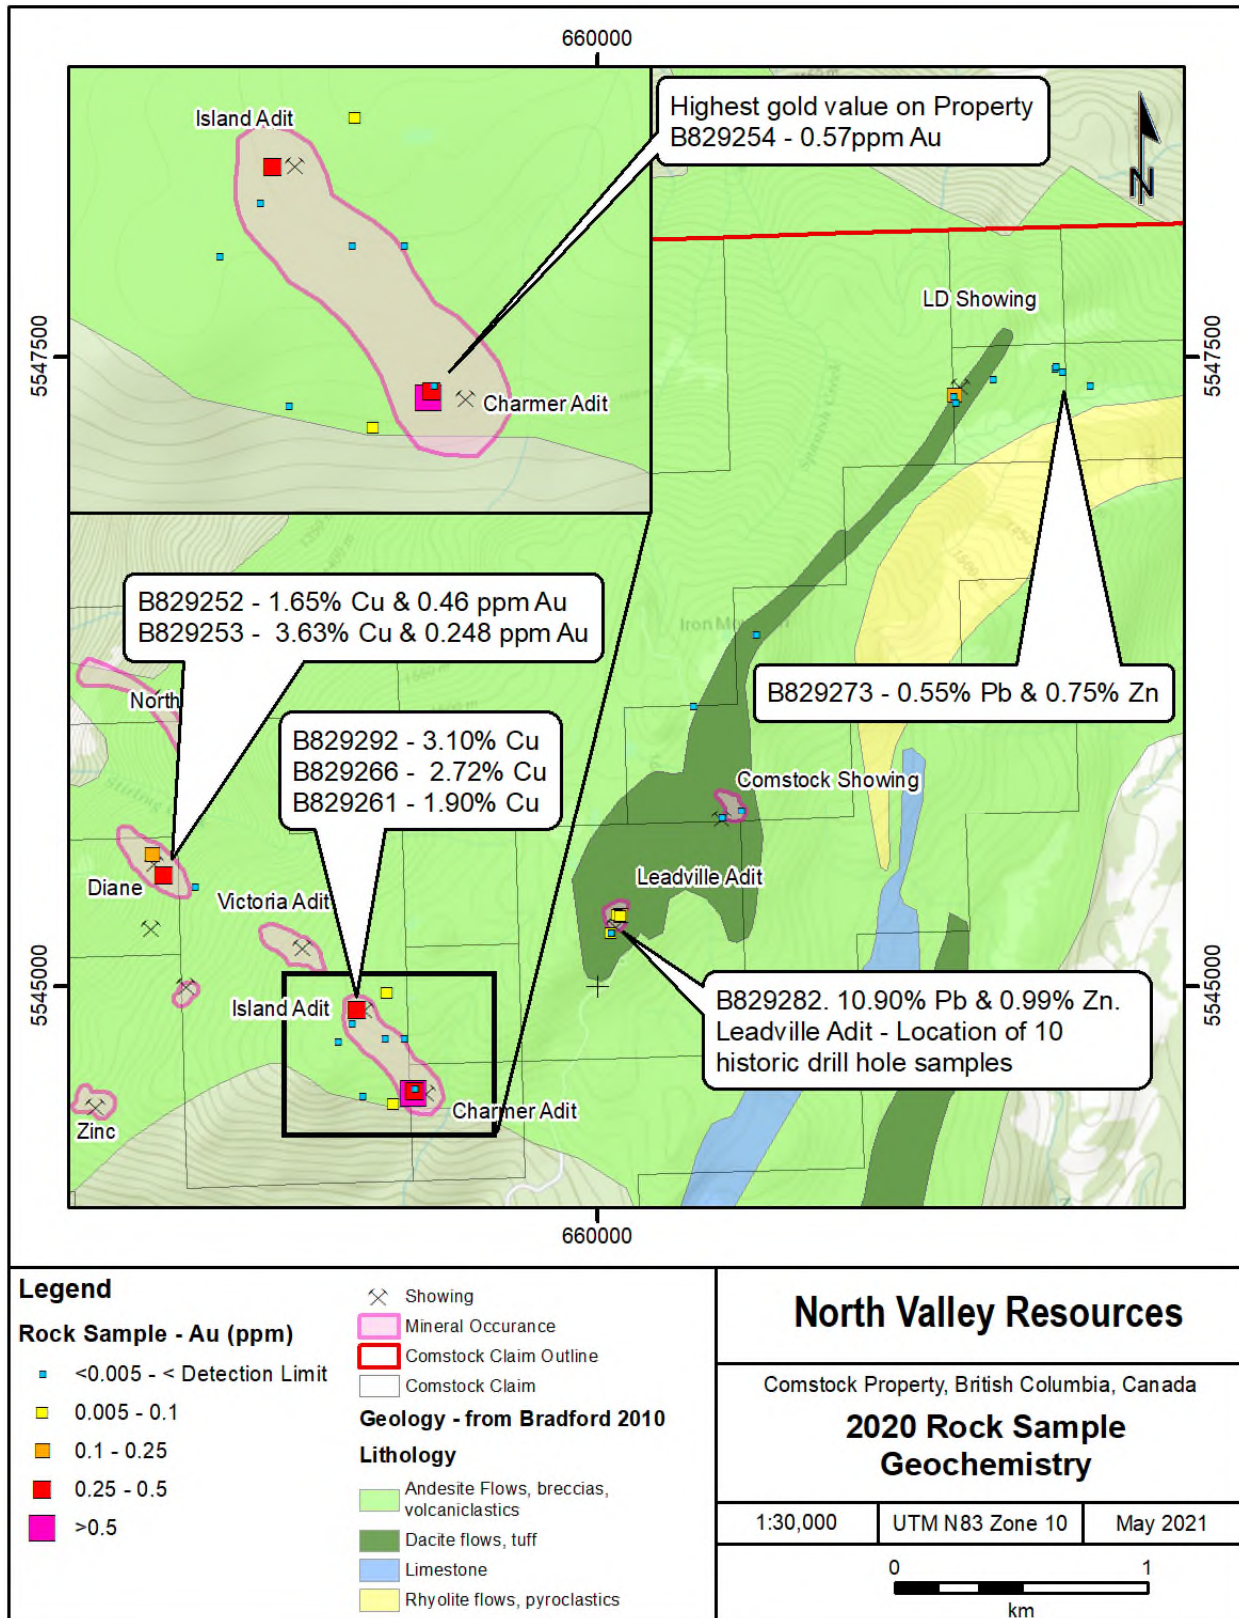 660000
Island Adit
Highest gold value on Property
B829254 - 0.57ppm Au
N
LD Showing
5547500
5547500
Charmer Adit
B829252 - 1.65% Cu & 0.46 ppm Au
B829253 - 3.63% Cu & 0.248 ppm Au
B829273 - 0.55% Pb & 0.75% Zn
North
B829292 - 3.10% Cu
B829266 - 2.72% Cu
B829261 - 1.90% Cu
Comstock Showing
Diane
Victoria Adit
Leadville Adit
5545000
5545000
Island Adit
B829282. 10.90% Pb & 0.99% Zn.
Leadville Adit - Location of 10
historic drill hole samples
Charmer Adit
Zinc
660000
Legend
Rock Sample - Au (ppm)
<0.005 - < Detection Limit
0.005 - 0.1
0.1 - 0.25
0.25 - 0.5
>0.5
Showing
Mineral Occurance
Comstock Claim Outline
Comstock Claim
Geology - from Bradford 2010
Lithology
Andesite Flows, breccias,
volcaniclastics
Dacite flows, tuff
Limestone
Rhyolite flows, pyroclastics
North Valley Resources
Comstock Property, British Columbia, Canada
2020 Rock Sample
Geochemistry
1:30,000
UTM N83 Zone 10
May 2021
0 1
km